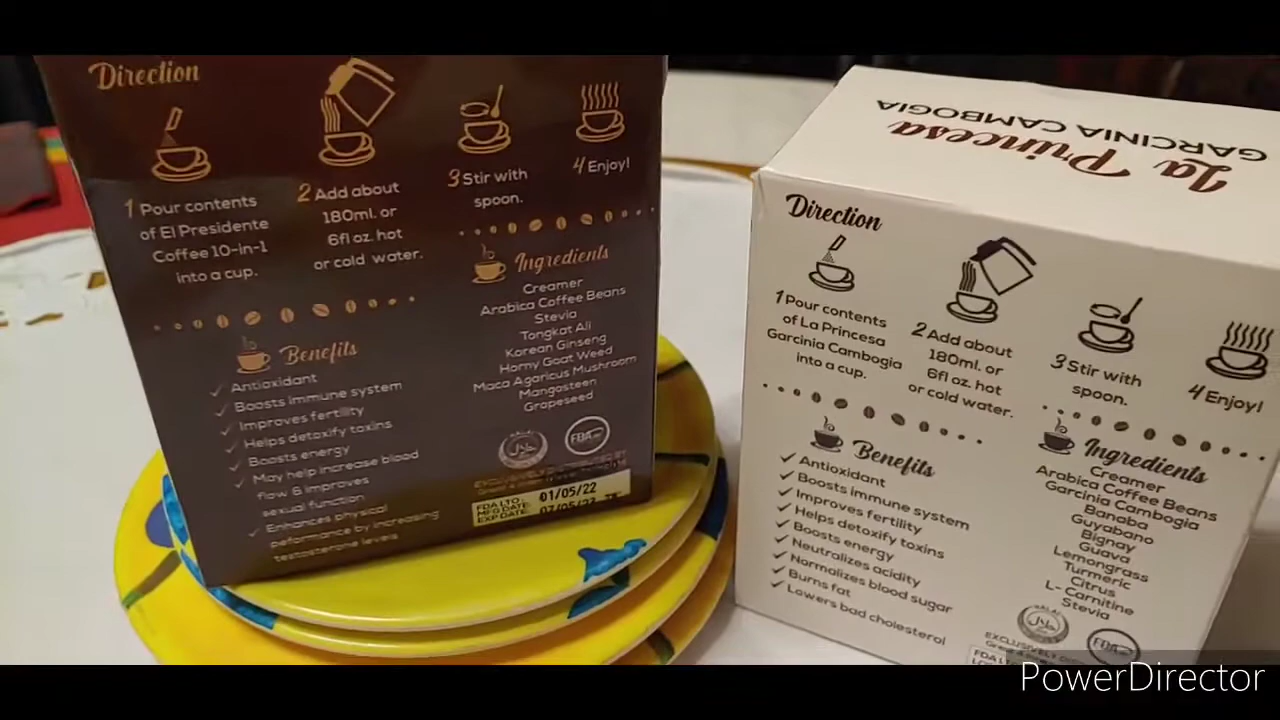 Direction
1 Pour contents
of El Presidente
Coffee 10-in-1
into a cup.
2 Add about
180ml. or
6fl oz. hot
or cold water.
3 Stir with
spoon.
4 Enjoy!
Benefits
Antioxidant
Boosts immune system
Improves fertility
Helps detoxify toxins
Boosts energy
May help increase blood
flow & improves
sexual function
Enhances physical
peformance by increasing
testosterone levels
Ingredients
Creamer
Arabica Coffee Beans
Stevia
Tongkat Ali
Korean Ginseng
Horny Goat Weed
Maca Agaricus Mushroom
Mangosteen
Grapeseed
HALAL
FDA
FDA LTO:
MFG DATE: 01/05/22
EXP DATE:
La Princesa
GARCINIA CAMBOGIA
Direction
1 Pour contents
of La Princesa
Garcinia Cambogia
into a cup.
2 Add about
180ml. or
6fl oz. hot
or cold water.
3 Stir with
spoon.
4 Enjoy!
Benefits
Antioxidant
Boosts immune system
Improves fertility
Helps detoxify toxins
Boosts energy
Neutralizes acidity
Normalizes blood sugar
Burns fat
Lowers bad cholesterol
Ingredients
Creamer
Arabica Coffee Beans
Garcinia Cambogia
Banaba
Guyabano
Bignay
Guava
Lemongrass
Turmeric
Citrus
L- Carnitine
Stevia
HALAL
FDA
EXCLUSIVELY
PowerDirector